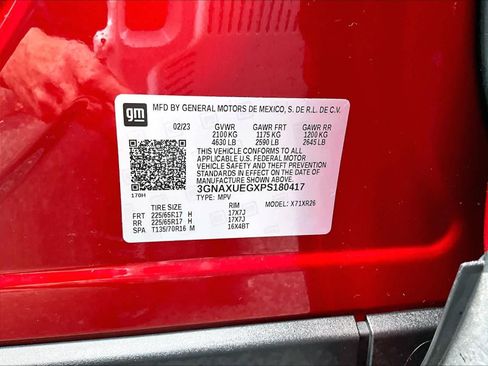 gm MFD BY GENERAL MOTORS DE MEXICO, S. DE R.L. DE C.V.
02/23 GVWR GAWR FRT GAWR RR
2100 KG 1175 KG 1200 KG
4630 LB 2590 LB 2645 LB
THIS VEHICLE CONFORMS TO ALL
APPLICABLE U.S. FEDERAL MOTOR
VEHICLE SAFETY AND THEFT PREVENTION
STANDARDS IN EFFECT ON THE DATE OF
MANUFACTURE SHOWN ABOVE.
3GNAXUEGXPS180417
170H TYPE: MPV MODEL: X71XR26
TIRE SIZE RIM
FRT 225/65R17 H 17X7J
RR 225/65R17 H 17X7J
SPA T135/70R16 M 16X4BT